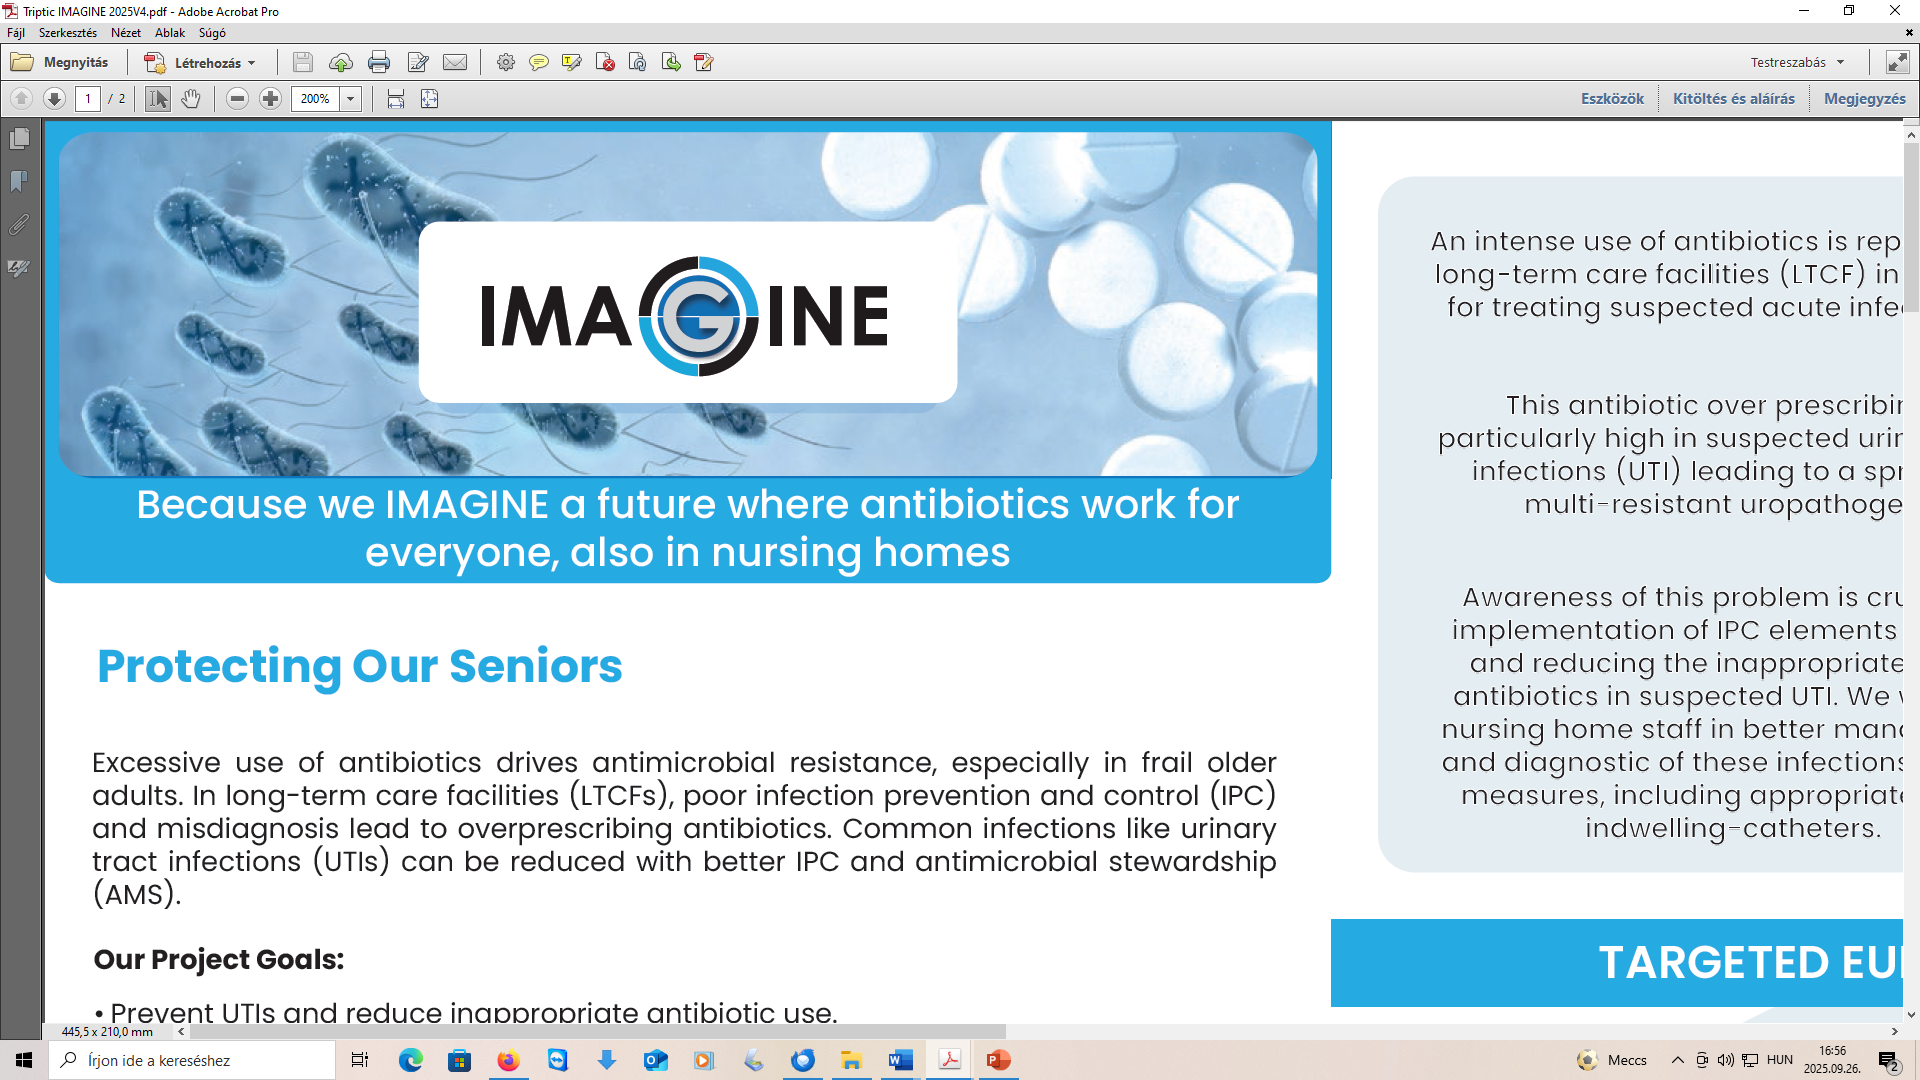 Triptic IMAGINE 2025V4.pdf - Adobe Acrobat Pro
Fájl Szerkesztés Nézet Ablak Súgó
Megnyitás Létrehozás Testreszabás
1 / 2 200% Eszközök Kitöltés és aláírás Megjegyzés
IMAGINE
Because we IMAGINE a future where antibiotics work for
everyone, also in nursing homes
Protecting Our Seniors
Excessive use of antibiotics drives antimicrobial resistance, especially in frail older
adults. In long-term care facilities (LTCFs), poor infection prevention and control (IPC)
and misdiagnosis lead to overprescribing antibiotics. Common infections like urinary
tract infections (UTIs) can be reduced with better IPC and antimicrobial stewardship
(AMS).
Our Project Goals:
• Prevent UTIs and reduce inappropriate antibiotic use.
An intense use of antibiotics is rep
long-term care facilities (LTCF) in
for treating suspected acute infe
This antibiotic over prescribin
particularly high in suspected urin
infections (UTI) leading to a spr
multi-resistant uropathoge
Awareness of this problem is cru
implementation of IPC elements
and reducing the inappropriate
antibiotics in suspected UTI. We
nursing home staff in better mana
and diagnostic of these infections
measures, including appropriate
indwelling-catheters.
TARGETED EU
445,5 x 210,0 mm
Írjon ide a kereséshez
Meccs HUN 16:56
2025.09.26. 2